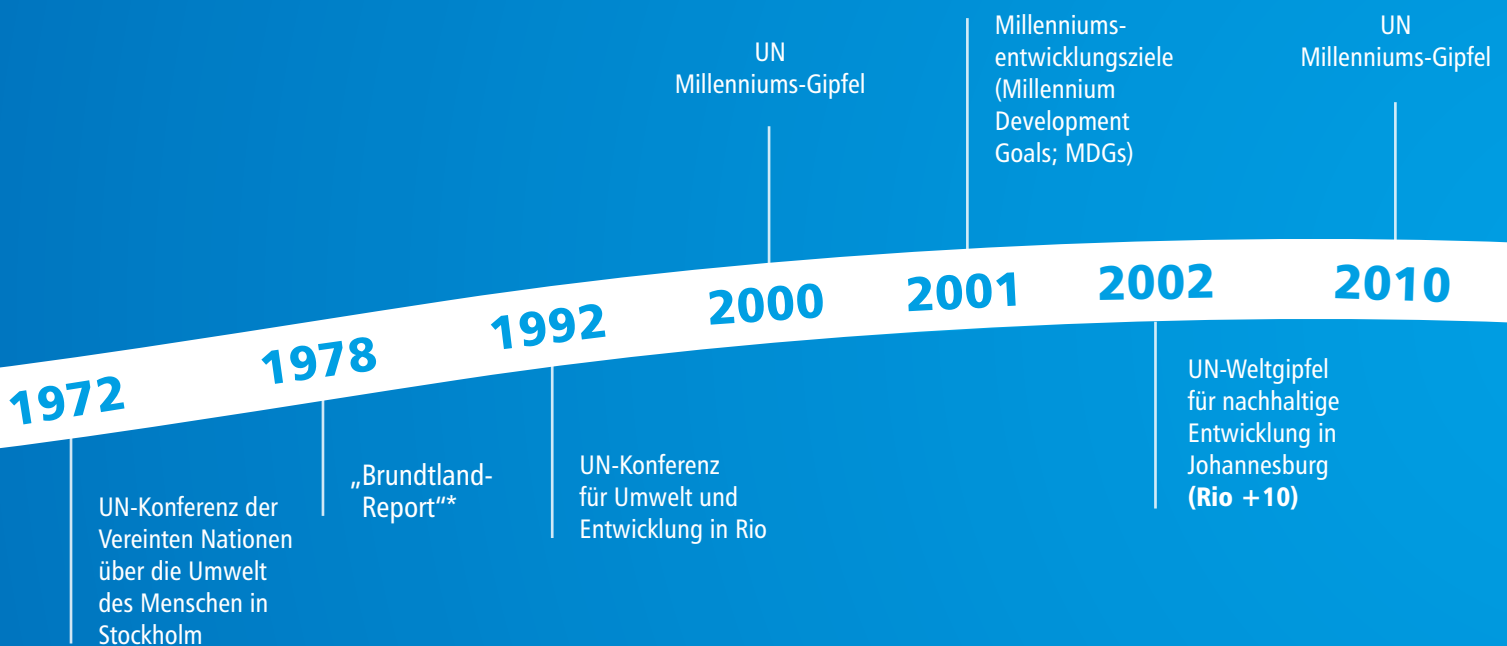 UN
Millenniums-Gipfel
Millenniums-
entwicklungsziele
(Millennium
Development
Goals; MDGs)
UN
Millenniums-Gipfel
1972
1978
1992
2000
2001
2002
2010
UN-Konferenz der
Vereinten Nationen
über die Umwelt
des Menschen in
Stockholm
„Brundtland-
Report“*
UN-Konferenz
für Umwelt und
Entwicklung in Rio
UN-Weltgipfel
für nachhaltige
Entwicklung in
Johannesburg
(Rio +10)